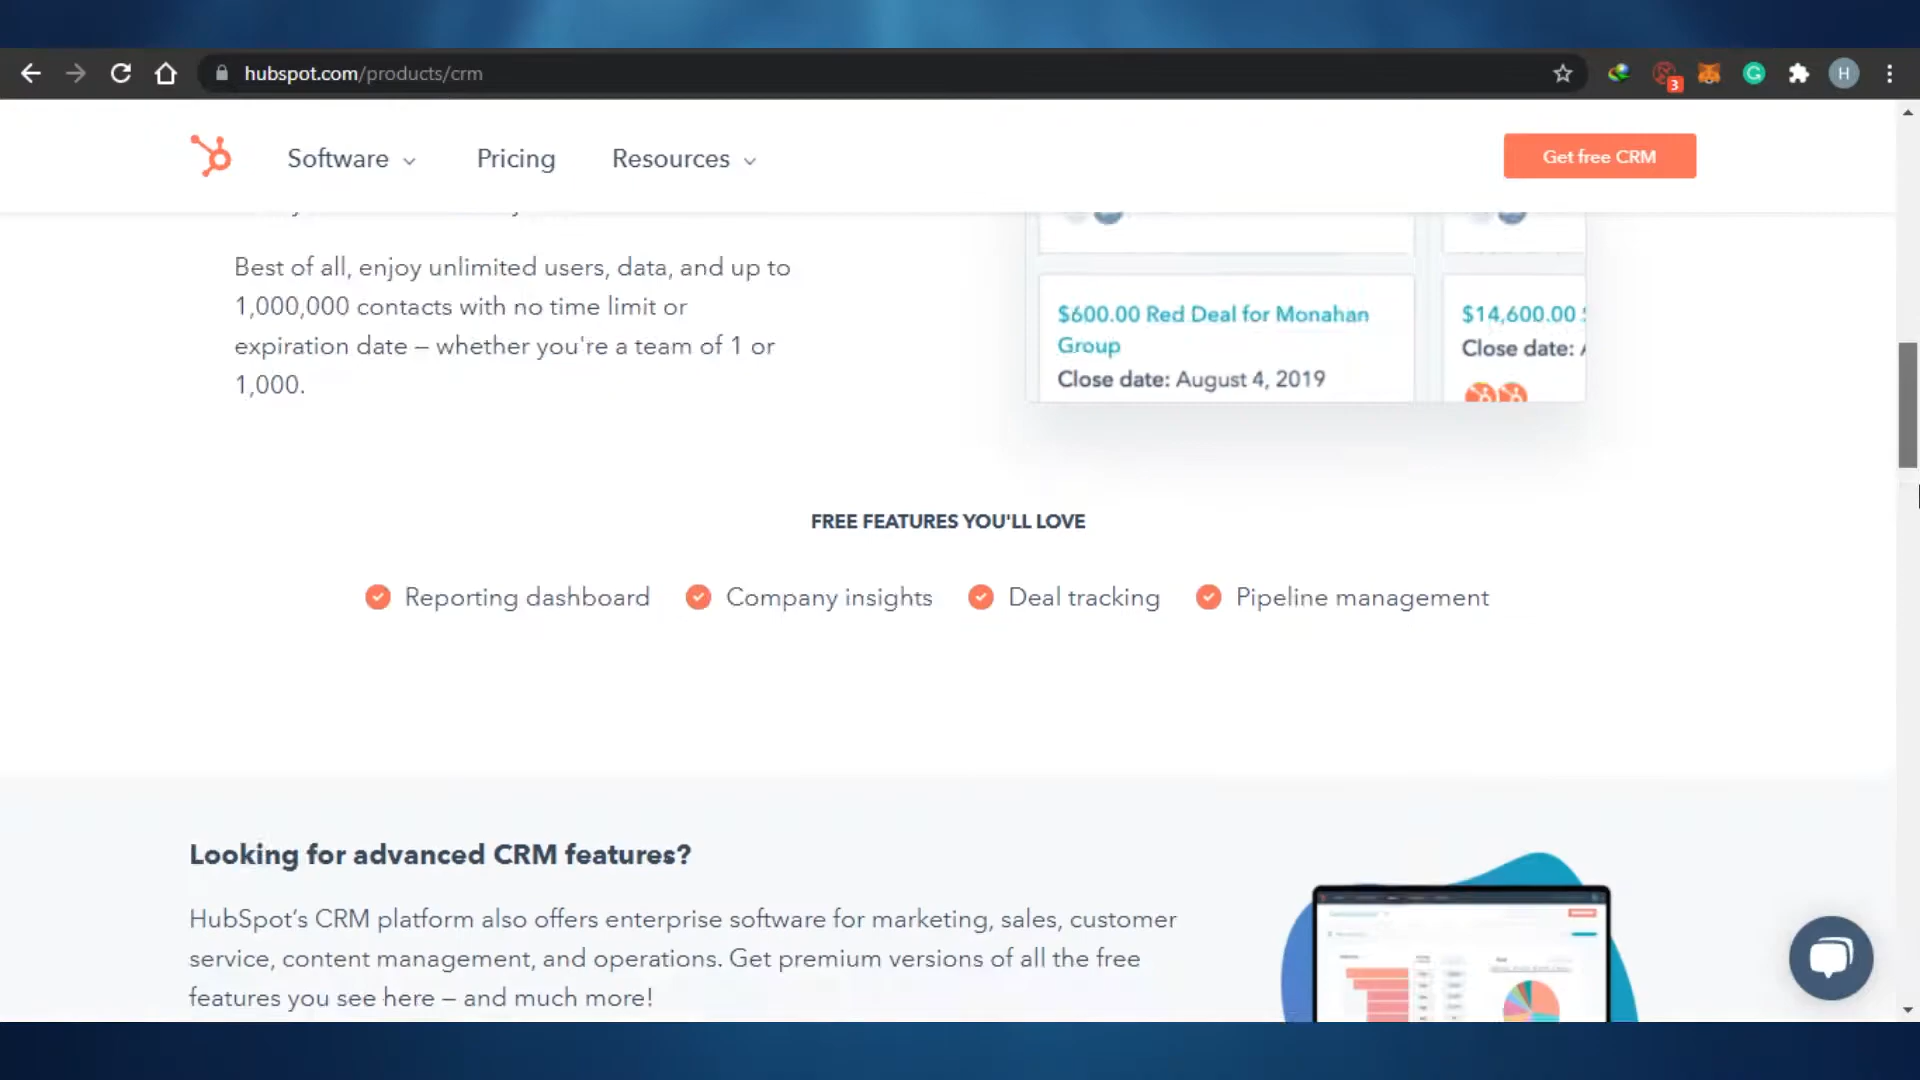 hubspot.com/products/crm
3
H
Software
Pricing
Resources
Get free CRM
Best of all, enjoy unlimited users, data, and up to
1,000,000 contacts with no time limit or
expiration date – whether you're a team of 1 or
1,000.
$600.00 Red Deal for Monahan
Group
Close date: August 4, 2019
$14,600.00
Close date:
FREE FEATURES YOU'LL LOVE
Reporting dashboard
Company insights
Deal tracking
Pipeline management
Looking for advanced CRM features?
HubSpot's CRM platform also offers enterprise software for marketing, sales, customer
service, content management, and operations. Get premium versions of all the free
features you see here – and much more!